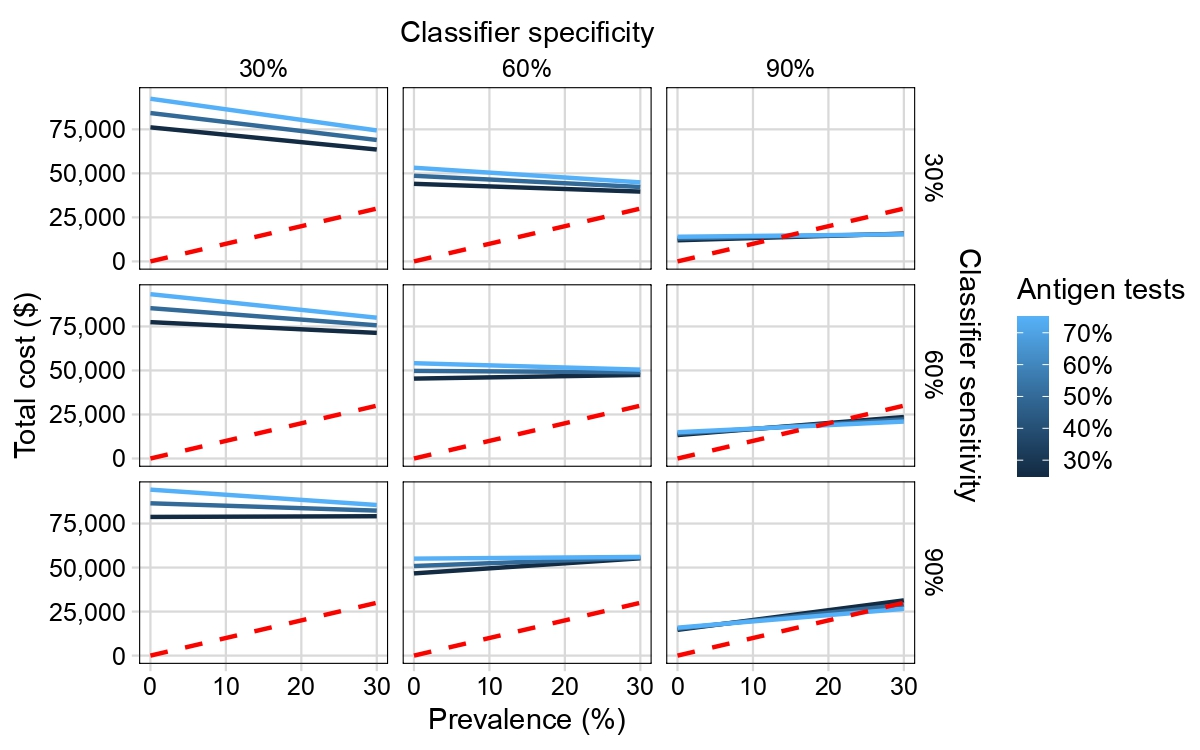 Classifier specificity
30% 60% 90%
75,000
50,000
25,000
0
30%
75,000
50,000
25,000
0
60%
75,000
50,000
25,000
0
90%
0 10 20 30 0 10 20 30 0 10 20 30
Prevalence (%)
Total cost ($)
Classifier sensitivity
Antigen tests
70%
60%
50%
40%
30%